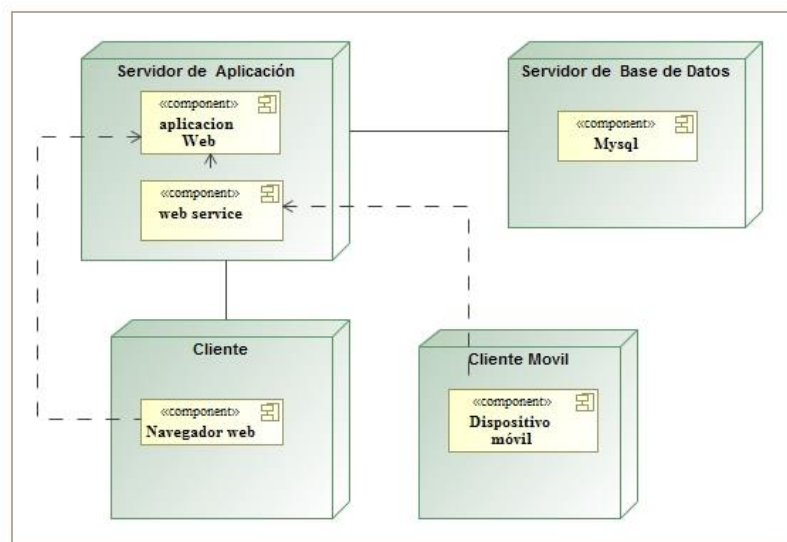 Servidor de Aplicación
«component»
aplicacion
Web
«component»
web service
Servidor de Base de Datos
«component»
Mysql
Cliente
«component»
Navegador web
Cliente Movil
«component»
Dispositivo
móvil